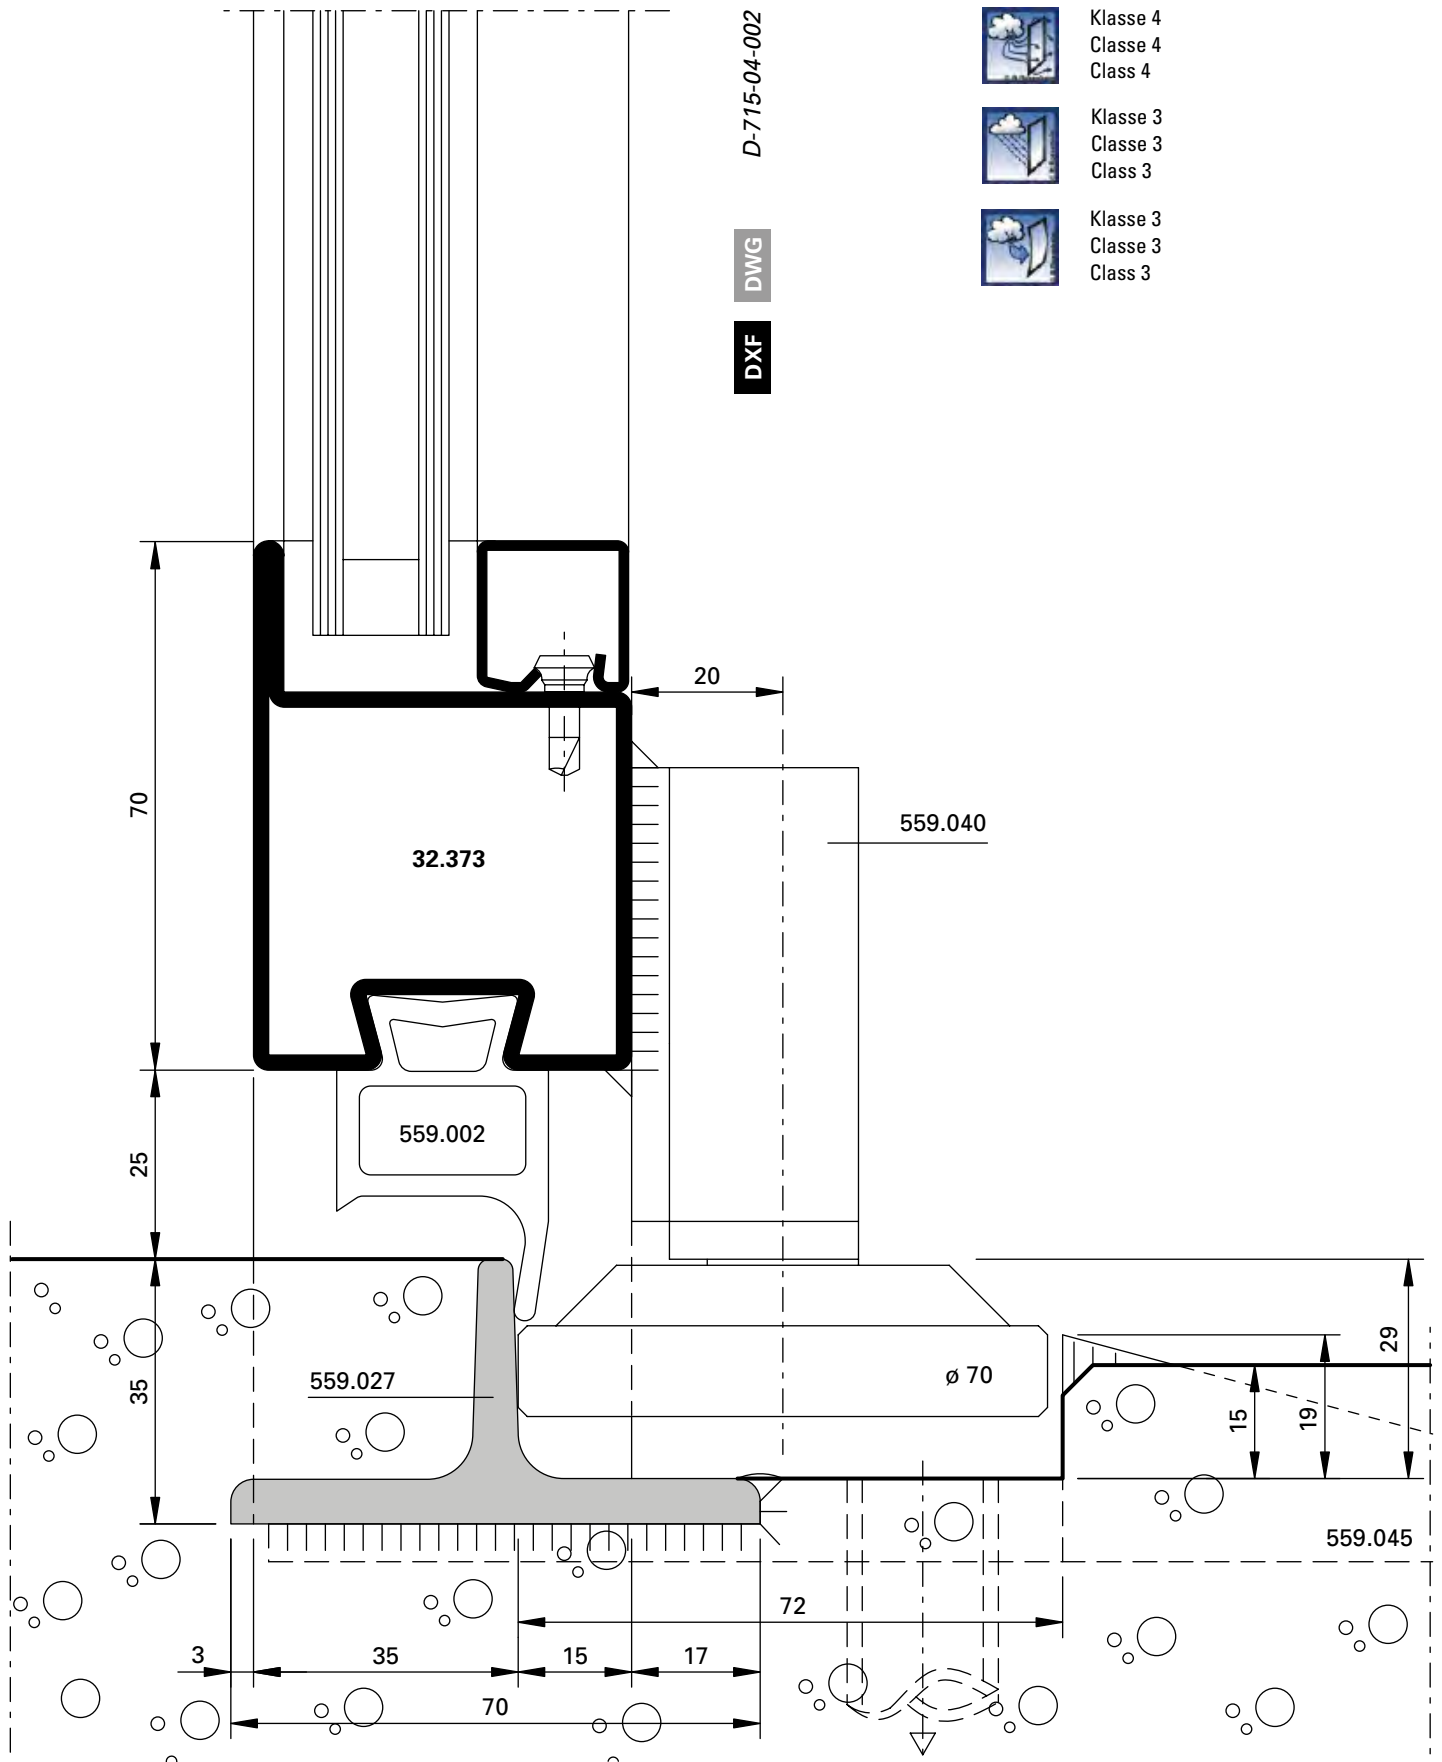 D-715-04-002
DWG
DXF
Klasse 4
Classe 4
Class 4
Klasse 3
Classe 3
Class 3
Klasse 3
Classe 3
Class 3
20
70
559.040
32.373
25
559.002
35
559.027
ø 70
15
19
29
559.045
72
3
35
15
17
70